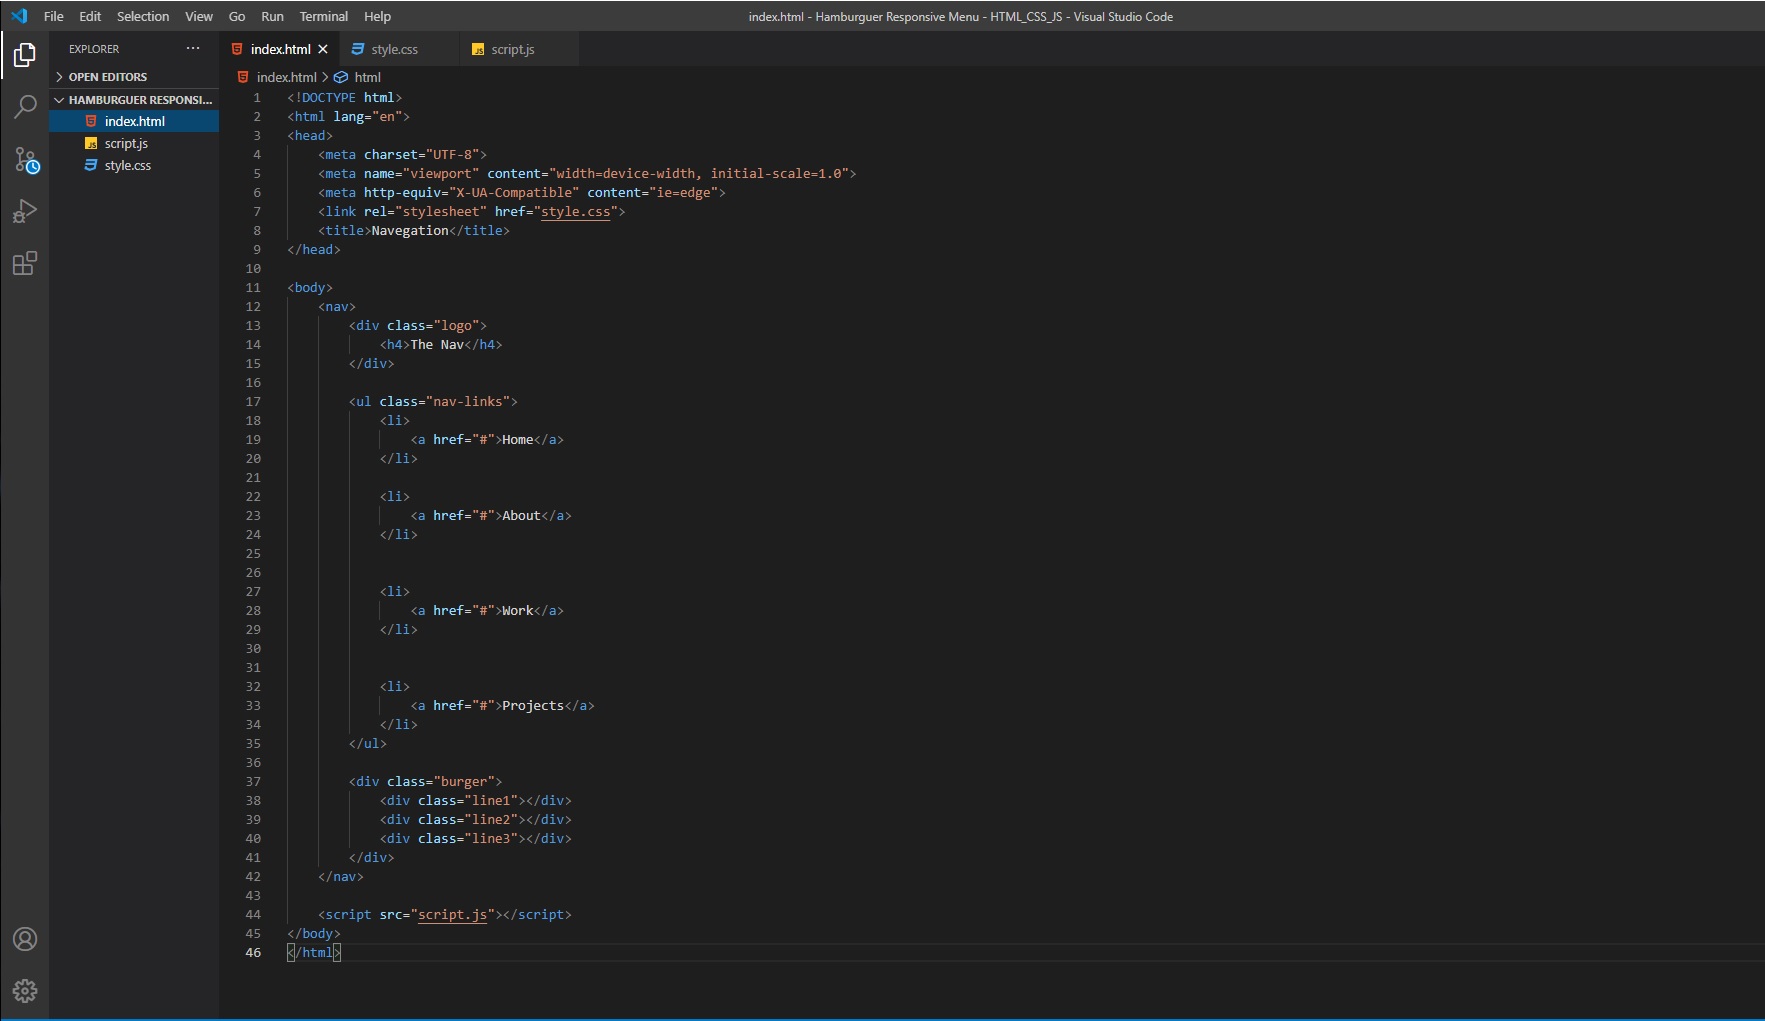 File Edit Selection View Go Run Terminal Help index.html - Hamburguer Responsive Menu - HTML_CSS_JS - Visual Studio Code
EXPLORER ...
OPEN EDITORS
HAMBURGUER RESPONSI...
index.html
script.js
style.css
index.html style.css script.js
index.html > html
1 <!DOCTYPE html>
2 <html lang="en">
3 <head>
4     <meta charset="UTF-8">
5     <meta name="viewport" content="width=device-width, initial-scale=1.0">
6     <meta http-equiv="X-UA-Compatible" content="ie=edge">
7     <link rel="stylesheet" href="style.css">
8     <title>Navegation</title>
9 </head>
10
11 <body>
12     <nav>
13         <div class="logo">
14             <h4>The Nav</h4>
15         </div>
16
17         <ul class="nav-links">
18             <li>
19                 <a href="#">Home</a>
20             </li>
21
22             <li>
23                 <a href="#">About</a>
24             </li>
25
26
27             <li>
28                 <a href="#">Work</a>
29             </li>
30
31
32             <li>
33                 <a href="#">Projects</a>
34             </li>
35         </ul>
36
37         <div class="burger">
38             <div class="line1"></div>
39             <div class="line2"></div>
40             <div class="line3"></div>
41         </div>
42     </nav>
43
44     <script src="script.js"></script>
45 </body>
46 </html>